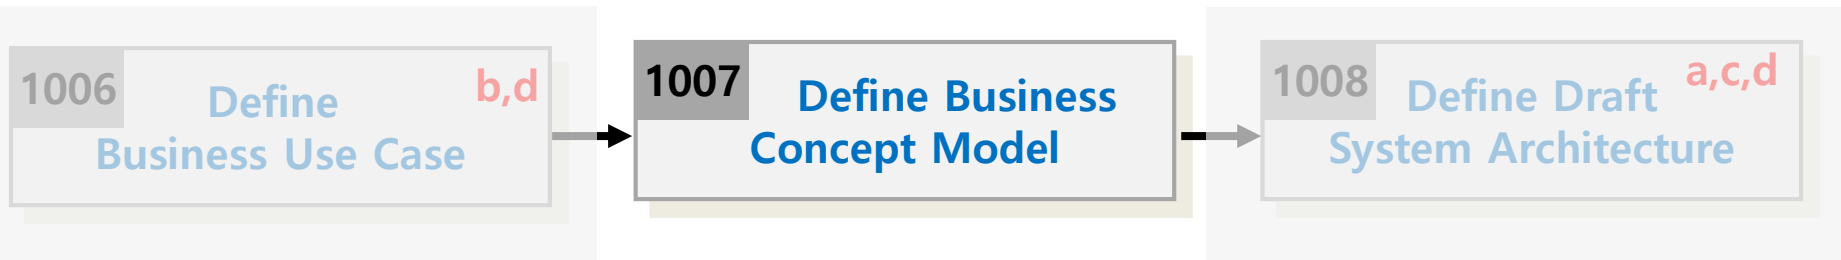 1006
Define
Business Use Case
b,d
1007
Define Business
Concept Model
1008
Define Draft
System Architecture
a,c,d